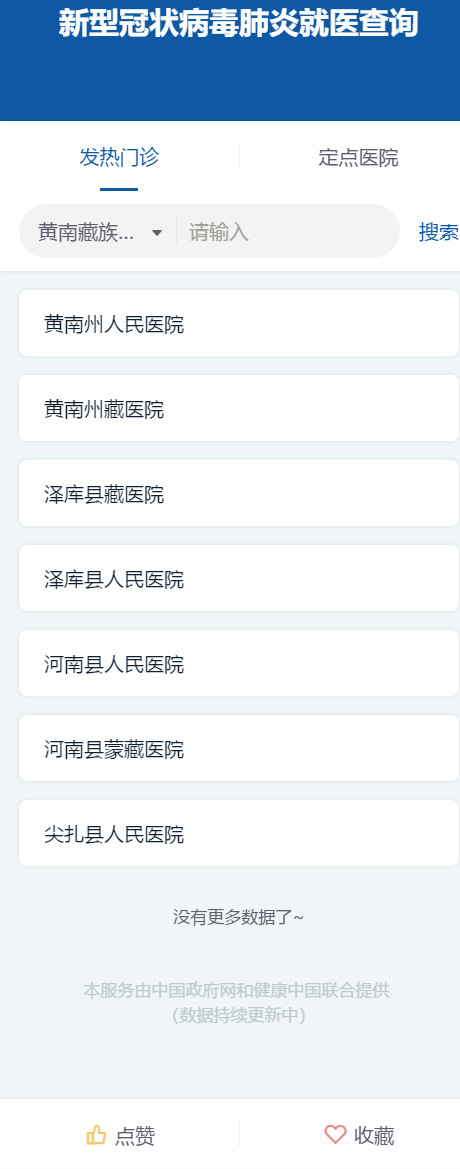 新型冠状病毒肺炎就医查询
发热门诊
定点医院
黄南藏族...
请输入
搜索
黄南州人民医院
黄南州藏医院
泽库县藏医院
泽库县人民医院
河南县人民医院
河南县蒙藏医院
尖扎县人民医院
没有更多数据了~
本服务由中国政府网和健康中国联合提供
（数据持续更新中）
点赞
收藏